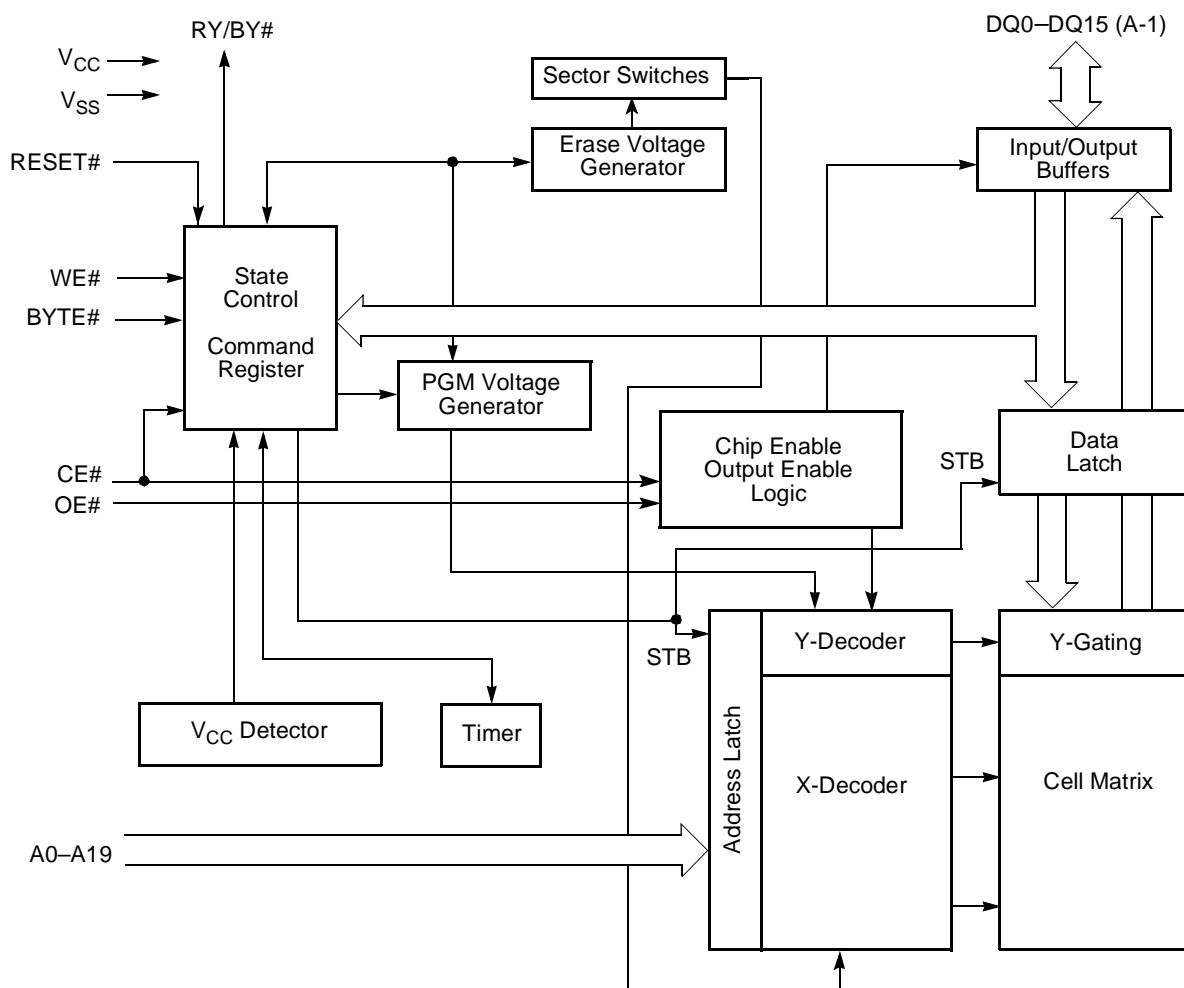 RY/BY#
DQ0–DQ15 (A-1)
VCC
VSS
Sector Switches
RESET#
Erase Voltage
Generator
Input/Output
Buffers
WE#
BYTE#
State
Control
Command
Register
PGM Voltage
Generator
CE#
OE#
Chip Enable
Output Enable
Logic
STB
Data
Latch
STB
Y-Decoder
Y-Gating
VCC Detector
Timer
Address Latch
X-Decoder
Cell Matrix
A0–A19